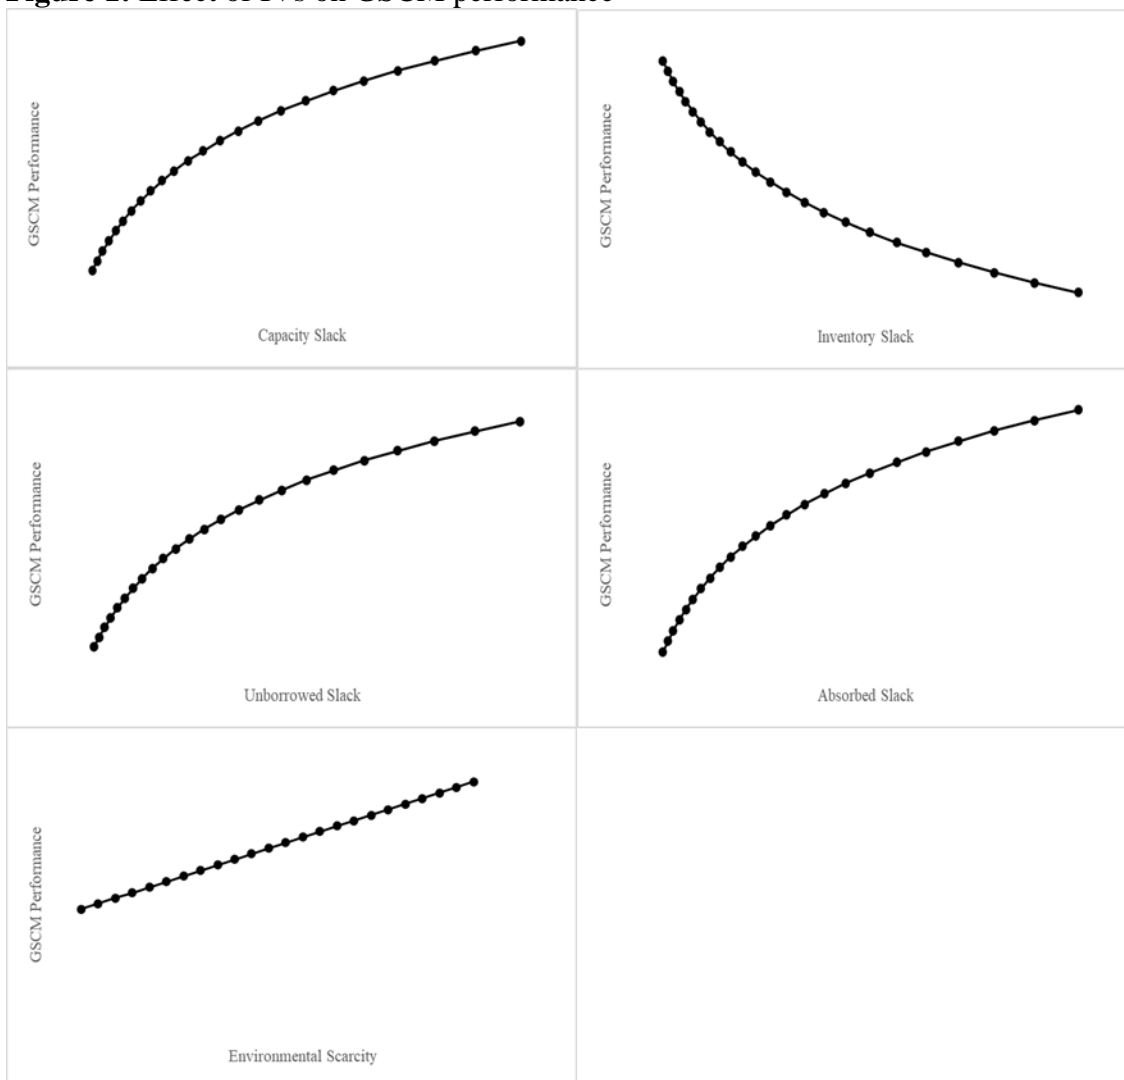 Figure
Effect of IVs on GSCM performance
GSCM Performance
Capacity Slack
GSCM Performance
Inventory Slack
GSCM Performance
Unborrowed Slack
GSCM Performance
Absorbed Slack
GSCM Performance
Environmental Scarcity